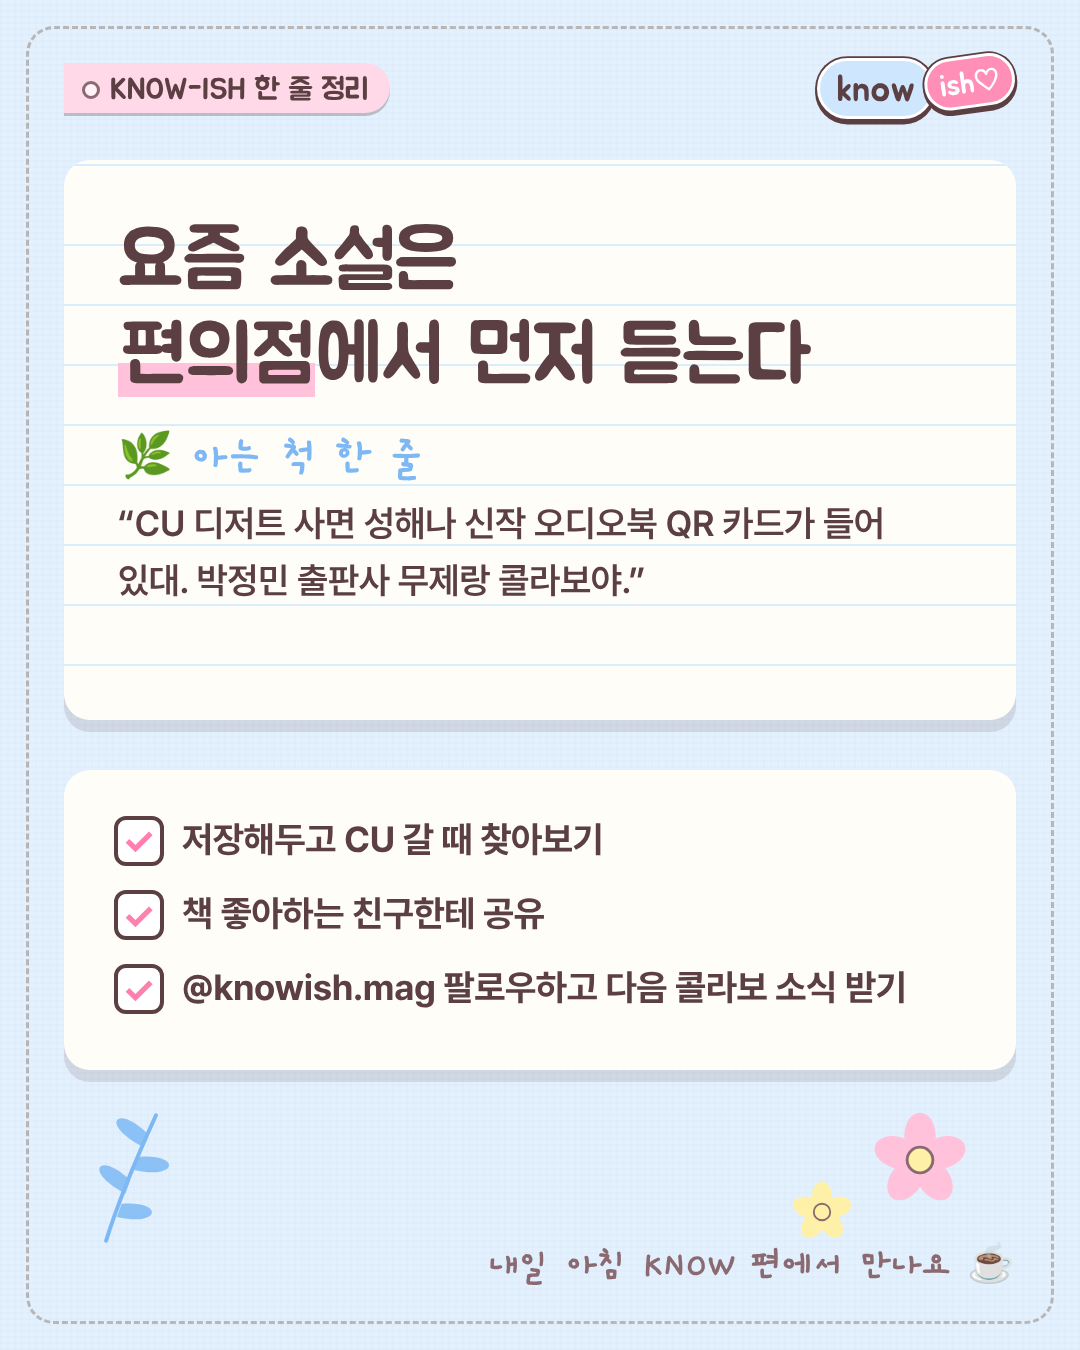 KNOW-ISH 한 줄 정리
know ish♡
요즘 소설은
편의점에서 먼저 듣는다
🌿 아는 척 한 줄
“CU 디저트 사면 성해나 신작 오디오북 QR 카드가 들어
있대. 박정민 출판사 무제랑 콜라보야.”
저장해두고 CU 갈 때 찾아보기
책 좋아하는 친구한테 공유
@knowish.mag 팔로우하고 다음 콜라보 소식 받기
내일 아침 KNOW 편에서 만나요 ☕